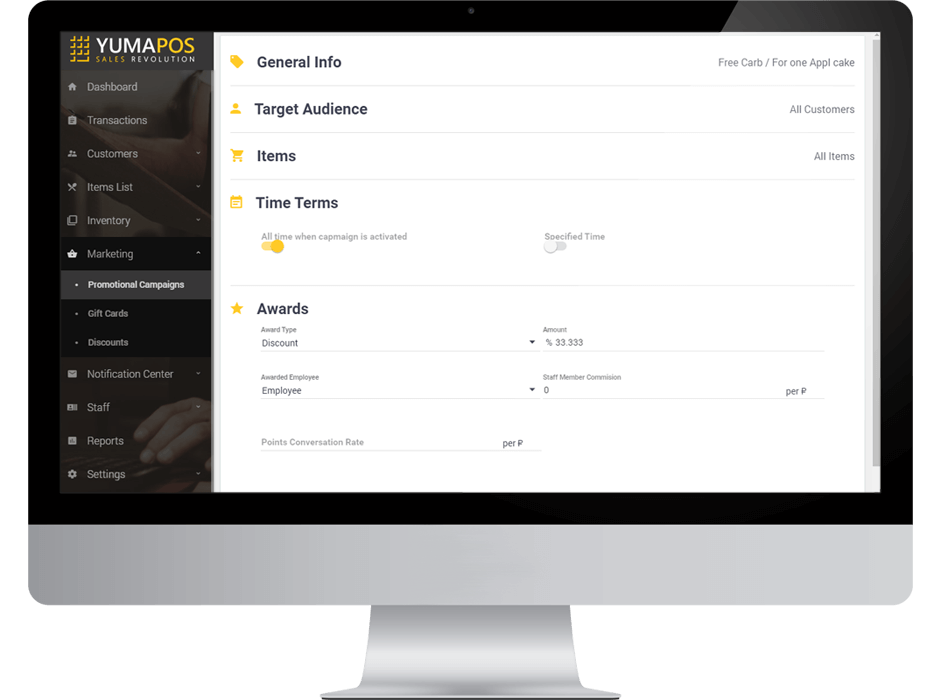 YUMAPOS
SALES REVOLUTION
Dashboard
Transactions
Customers
Items List
Inventory
Marketing
Promotional Campaigns
Gift Cards
Discounts
Notification Center
Staff
Reports
Settings
General Info
Free Carb / For one Appl cake
Target Audience
All Customers
Items
All Items
Time Terms
All time when capmaign is activated
Specified Time
Awards
Award Type
Amount
Discount
% 33.333
Awarded Employee
Staff Member Commision
Employee
0
per ₽
Points Conversation Rate
per ₽